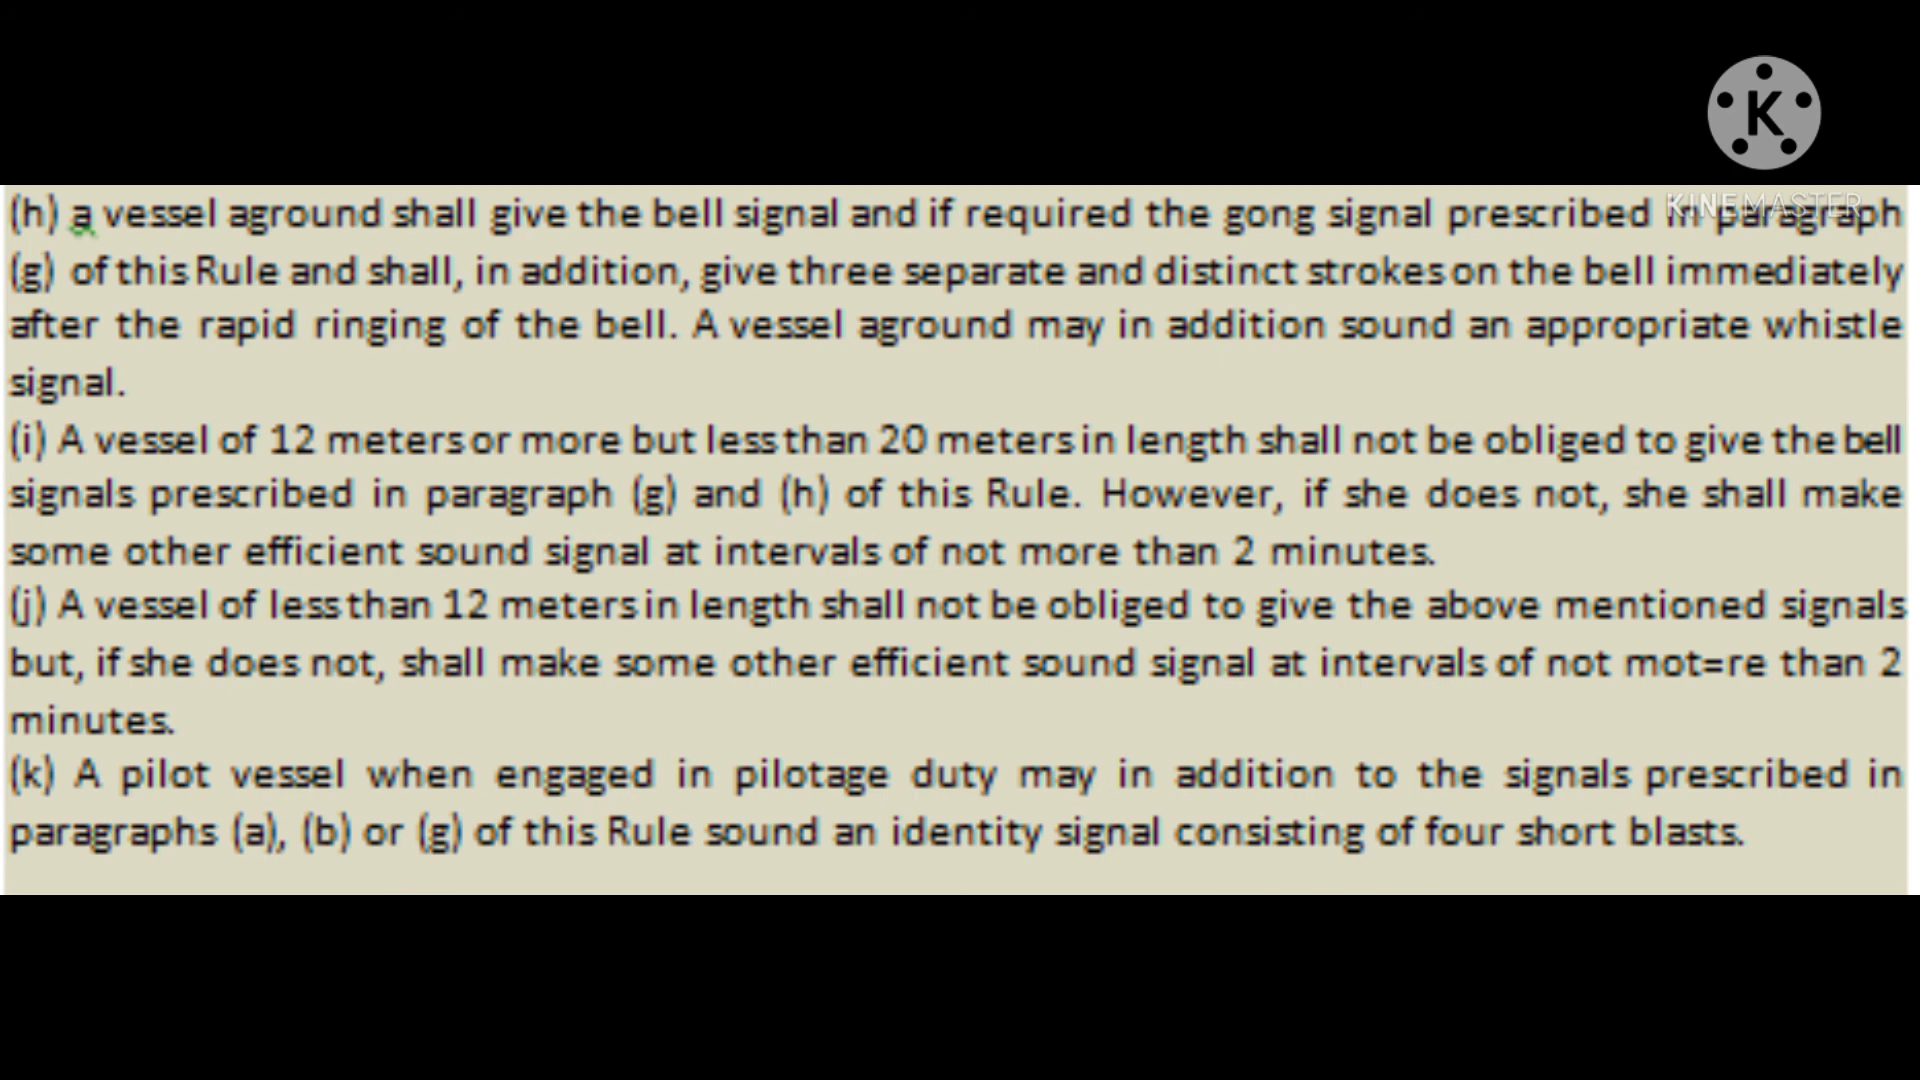 K
KINEMASTER
(h) a vessel aground shall give the bell signal and if required the gong signal prescribed in paragraph
(g) of this Rule and shall, in addition, give three separate and distinct strokes on the bell immediately
after the rapid ringing of the bell. A vessel aground may in addition sound an appropriate whistle
signal.
(i) A vessel of 12 meters or more but less than 20 meters in length shall not be obliged to give the bell
signals prescribed in paragraph (g) and (h) of this Rule. However, if she does not, she shall make
some other efficient sound signal at intervals of not more than 2 minutes.
(j) A vessel of less than 12 meters in length shall not be obliged to give the above mentioned signals
but, if she does not, shall make some other efficient sound signal at intervals of not mot=re than 2
minutes.
(k) A pilot vessel when engaged in pilotage duty may in addition to the signals prescribed in
paragraphs (a), (b) or (g) of this Rule sound an identity signal consisting of four short blasts.